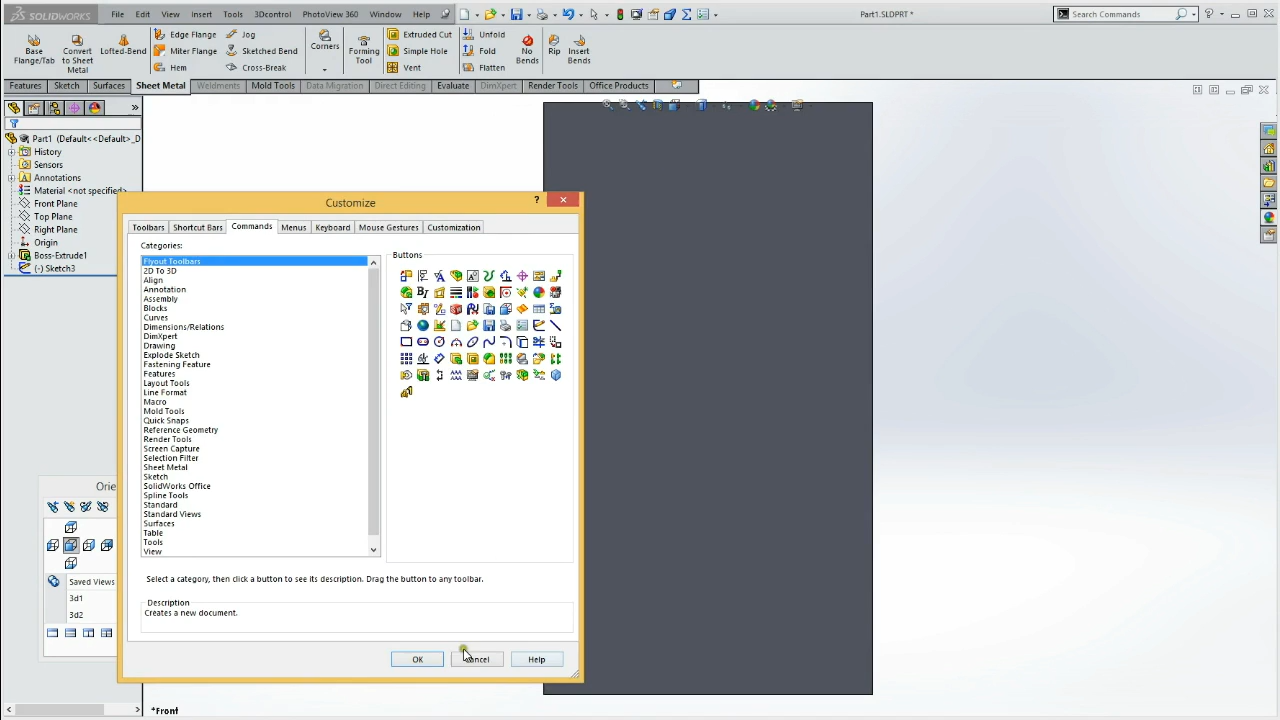 SOLIDWORKS File Edit View Insert Tools 3Dcontrol PhotoView 360 Window Help Part1.SLDPRT * Search Commands
Base Flange/Tab
Convert to Sheet Metal
Lofted-Bend
Edge Flange
Miter Flange
Hem
Jog
Sketched Bend
Cross-Break
Corners
Forming Tool
Extruded Cut
Simple Hole
Vent
Unfold
Fold
Flatten
No Bends
Rip
Insert Bends
Features Sketch Surfaces Sheet Metal Weldments Mold Tools Data Migration Direct Editing Evaluate DimXpert Render Tools Office Products
Part1 (Default<<Default>_D
History
Sensors
Annotations
Material <not specified>
Front Plane
Top Plane
Right Plane
Origin
Boss-Extrude1
(-) Sketch3
Customize
Toolbars Shortcut Bars Commands Menus Keyboard Mouse Gestures Customization
Categories:
Buttons
Flyout Toolbars
2D To 3D
Align
Annotation
Assembly
Blocks
Curves
Dimensions/Relations
DimXpert
Drawing
Explode Sketch
Fastening Feature
Features
Layout Tools
Line Format
Macro
Mold Tools
Quick Snaps
Reference Geometry
Render Tools
Screen Capture
Selection Filter
Sheet Metal
Sketch
SolidWorks Office
Spline Tools
Standard
Standard Views
Surfaces
Table
Tools
View
Select a category, then click a button to see its description. Drag the button to any toolbar.
Description
Creates a new document.
OK Cancel Help
Orie
Saved Views
3d1
3d2
*Front